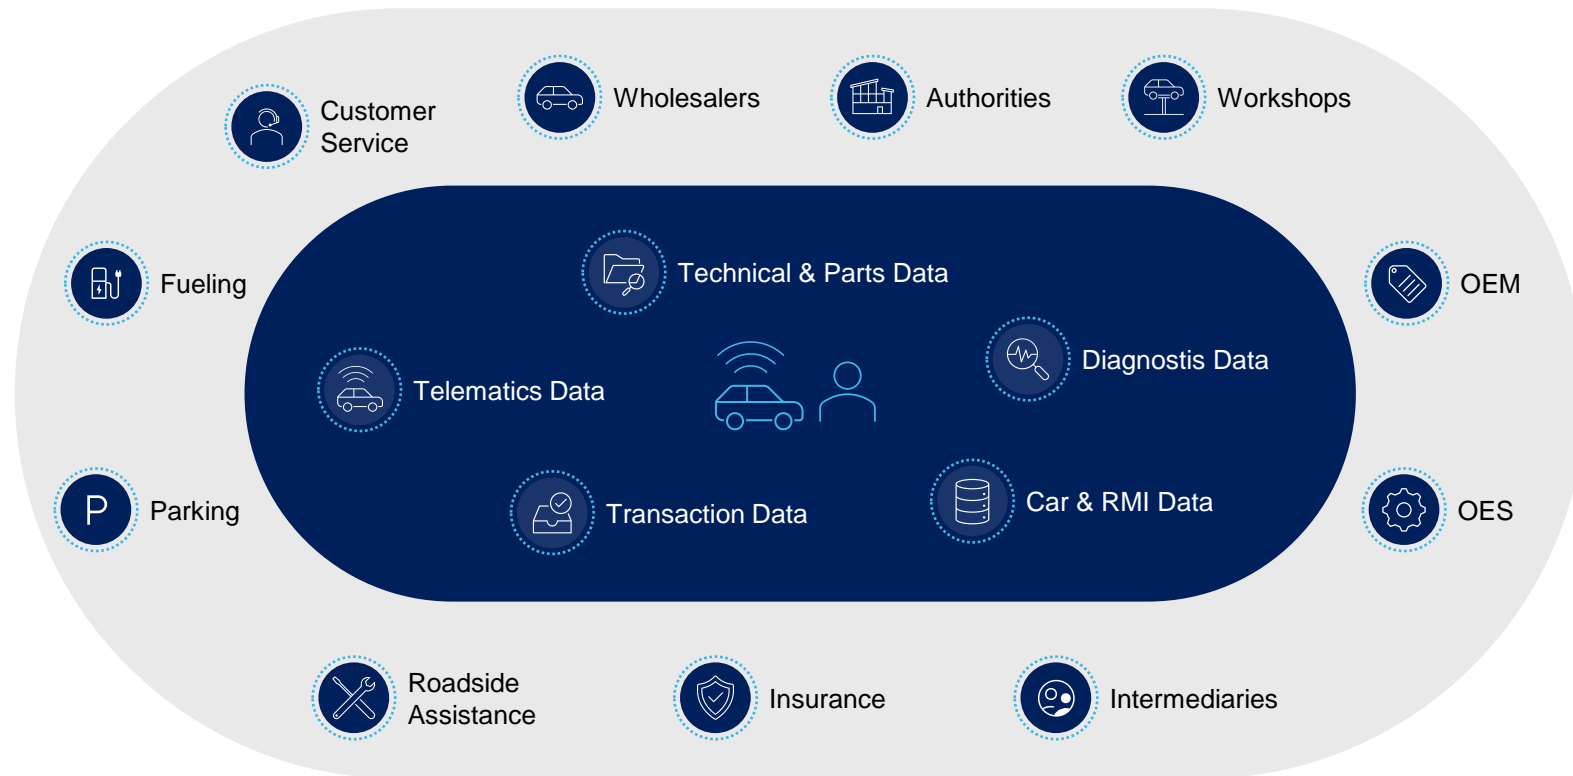 Customer
Service
Wholesalers
Authorities
Workshops
Fueling
Technical & Parts Data
OEM
Telematics Data
Diagnostis Data
Parking
P
Transaction Data
Car & RMI Data
OES
Roadside
Assistance
Insurance
Intermediaries